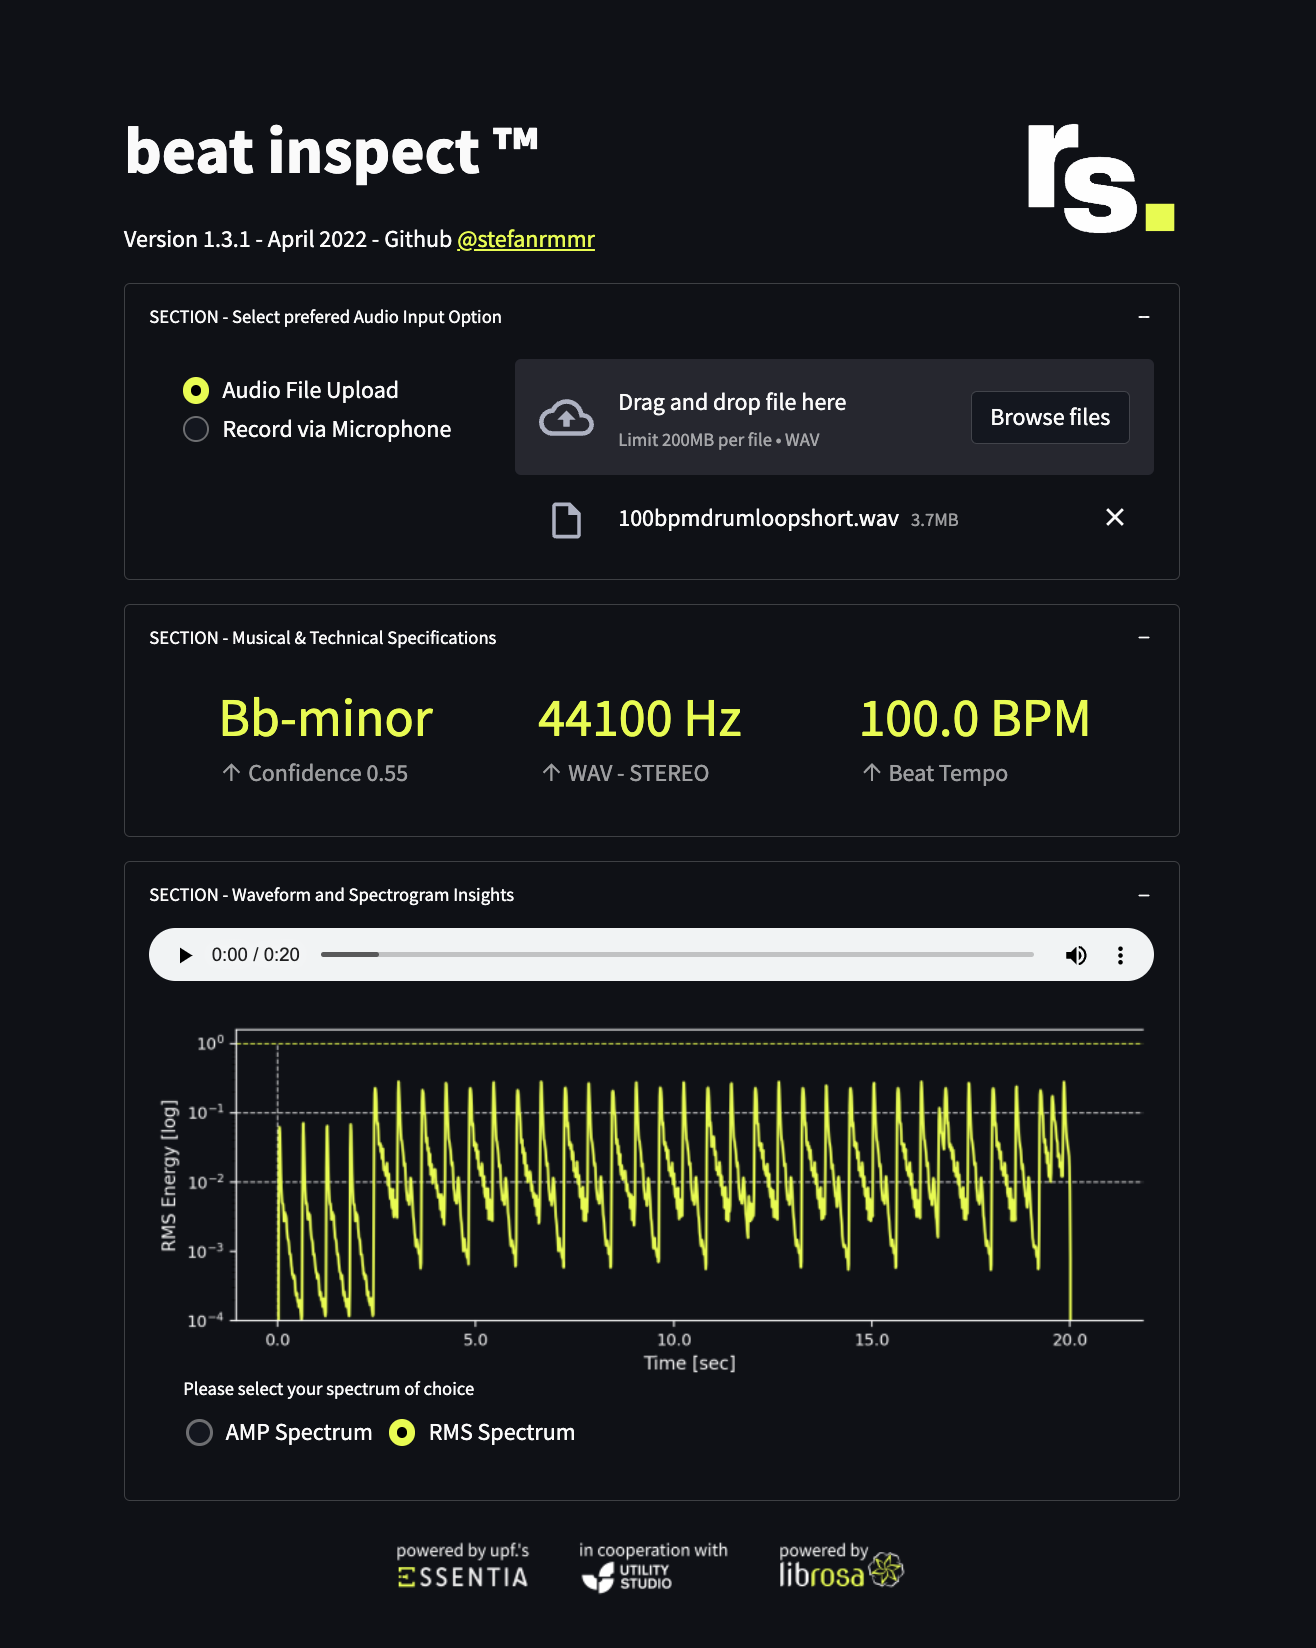 beat inspect ™
rs.
Version 1.3.1 - April 2022 - Github @stefanrmmr
SECTION - Select prefered Audio Input Option
Audio File Upload
Record via Microphone
Drag and drop file here
Limit 200MB per file • WAV
Browse files
100bpmdrumloopshort.wav 3.7MB
SECTION - Musical & Technical Specifications
Bb-minor
↑ Confidence 0.55
44100 Hz
↑ WAV - STEREO
100.0 BPM
↑ Beat Tempo
SECTION - Waveform and Spectrogram Insights
0:00 / 0:20
RMS Energy [log]
10⁰
10⁻¹
10⁻²
10⁻³
10⁻⁴
0.0 5.0 10.0 15.0 20.0
Time [sec]
Please select your spectrum of choice
AMP Spectrum
RMS Spectrum
powered by upf.'s
ESSENTIA
in cooperation with
UTILITY
STUDIO
powered by
librosa